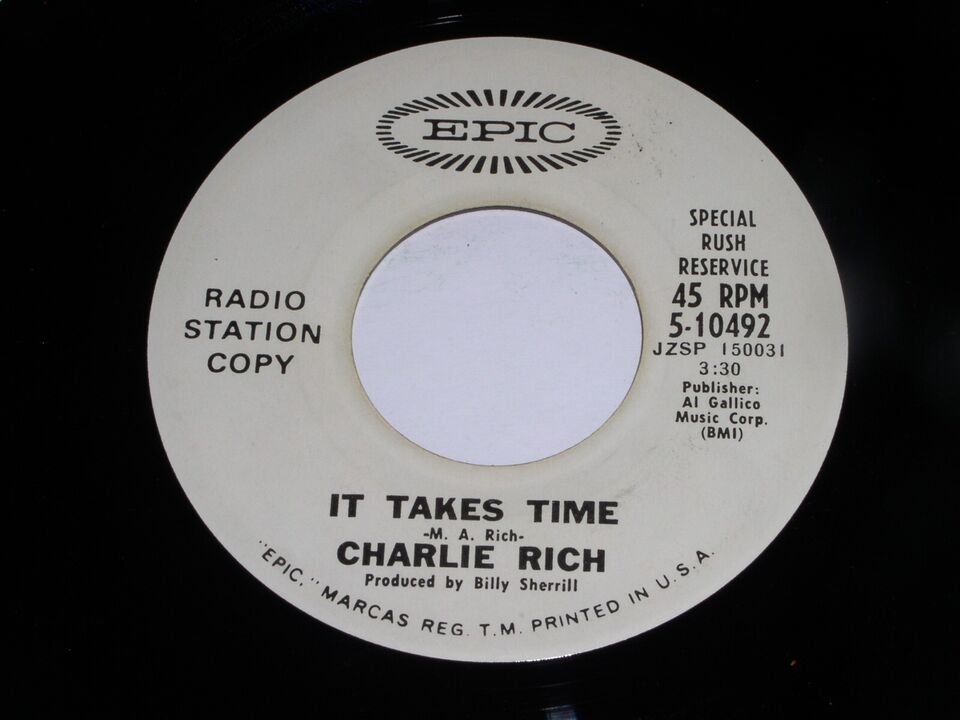 EPIC
RADIO
STATION
COPY
SPECIAL
RUSH
RESERVICE
45 RPM
5-10492
JZSP 150031
3:30
Publisher:
Al Gallico
Music Corp.
(BMI)
IT TAKES TIME
-M. A. Rich-
CHARLIE RICH
Produced by Billy Sherrill
"EPIC," MARCAS REG. T.M. PRINTED IN U.S.A.